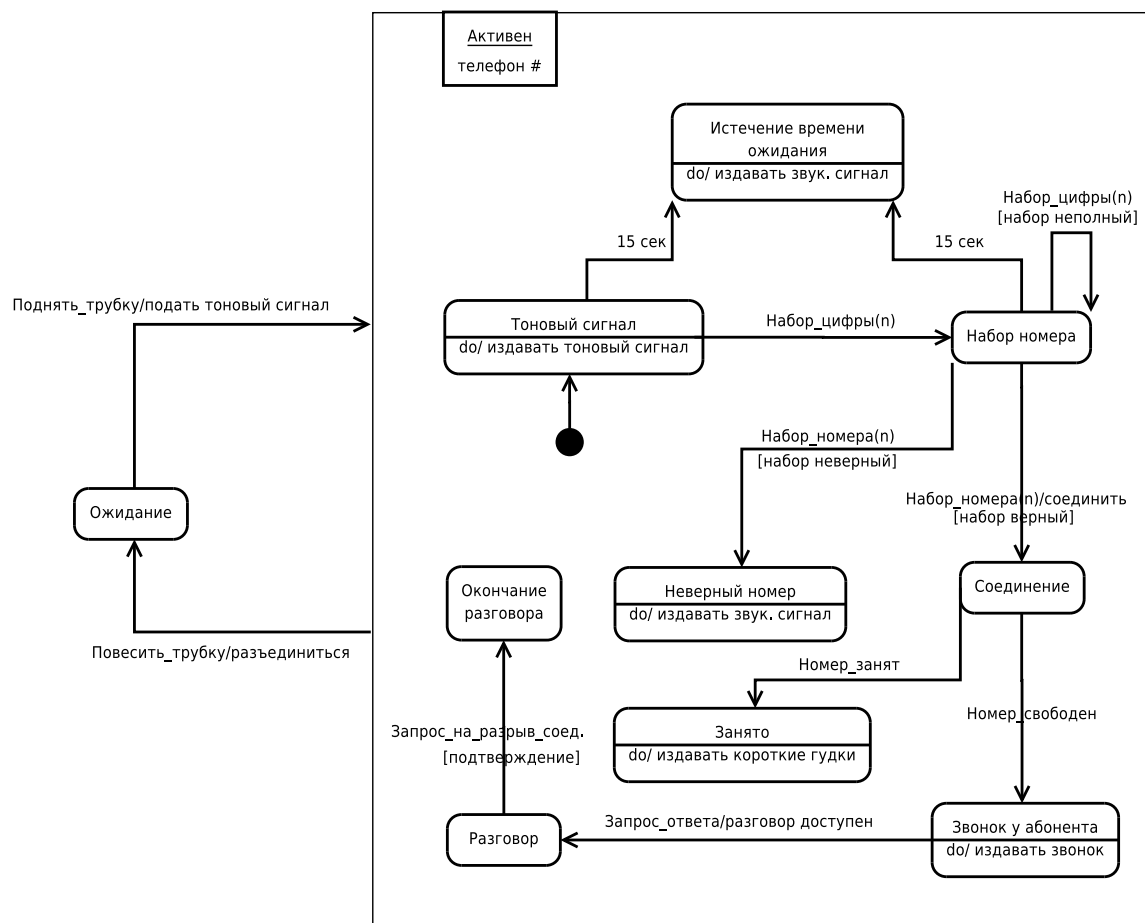 Активен
телефон #
Истечение времени
ожидания
do/ издавать звук. сигнал
Набор_цифры(n)
[набор неполный]
15 сек
15 сек
Поднять_трубку/подать тоновый сигнал
Тоновый сигнал
do/ издавать тоновый сигнал
Набор_цифры(n)
Набор номера
Набор_номера(n)
[набор неверный]
Набор_номера(n)/соединить
[набор верный]
Ожидание
Окончание
разговора
Неверный номер
do/ издавать звук. сигнал
Соединение
Повесить_трубку/разъединиться
Номер_занят
Номер_свободен
Запрос_на_разрыв_соед.
[подтверждение]
Занято
do/ издавать короткие гудки
Запрос_ответа/разговор доступен
Разговор
Звонок у абонента
do/ издавать звонок